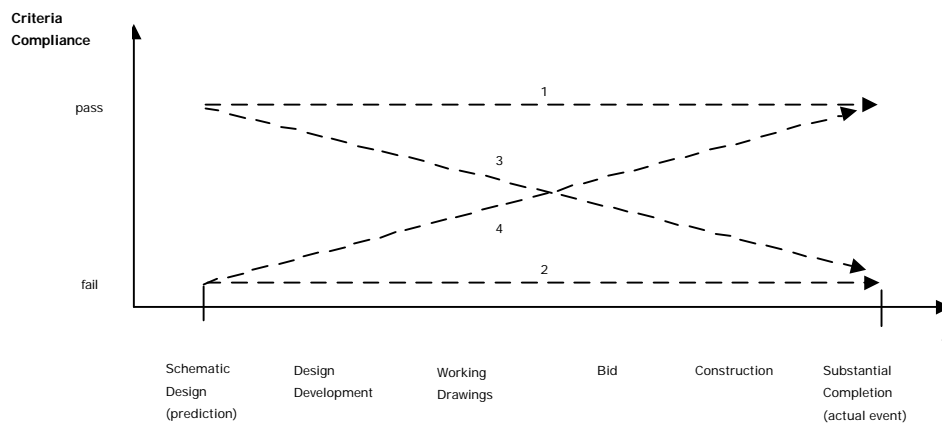 Criteria
Compliance
pass
1
3
4
2
fail
Schematic
Design
(prediction)
Design
Development
Working
Drawings
Bid
Construction
Substantial
Completion
(actual event)